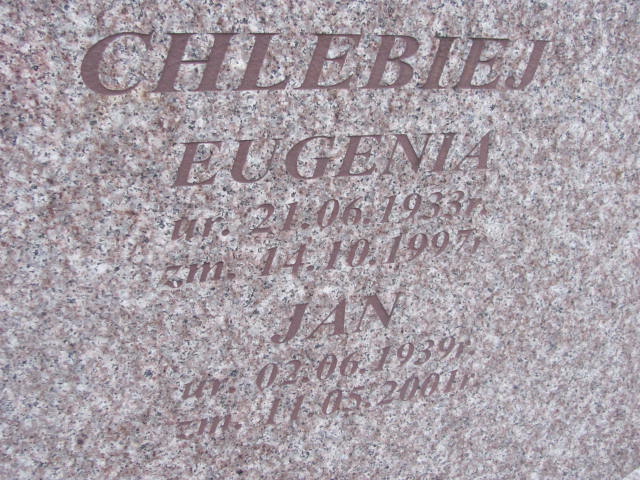 CHLEBIEJ
EUGENIA
ur. 21.06.1933r.
zm. 14.10.1997r
JAN
ur. 02.06.1939r.
zm. 11.05.2001r.